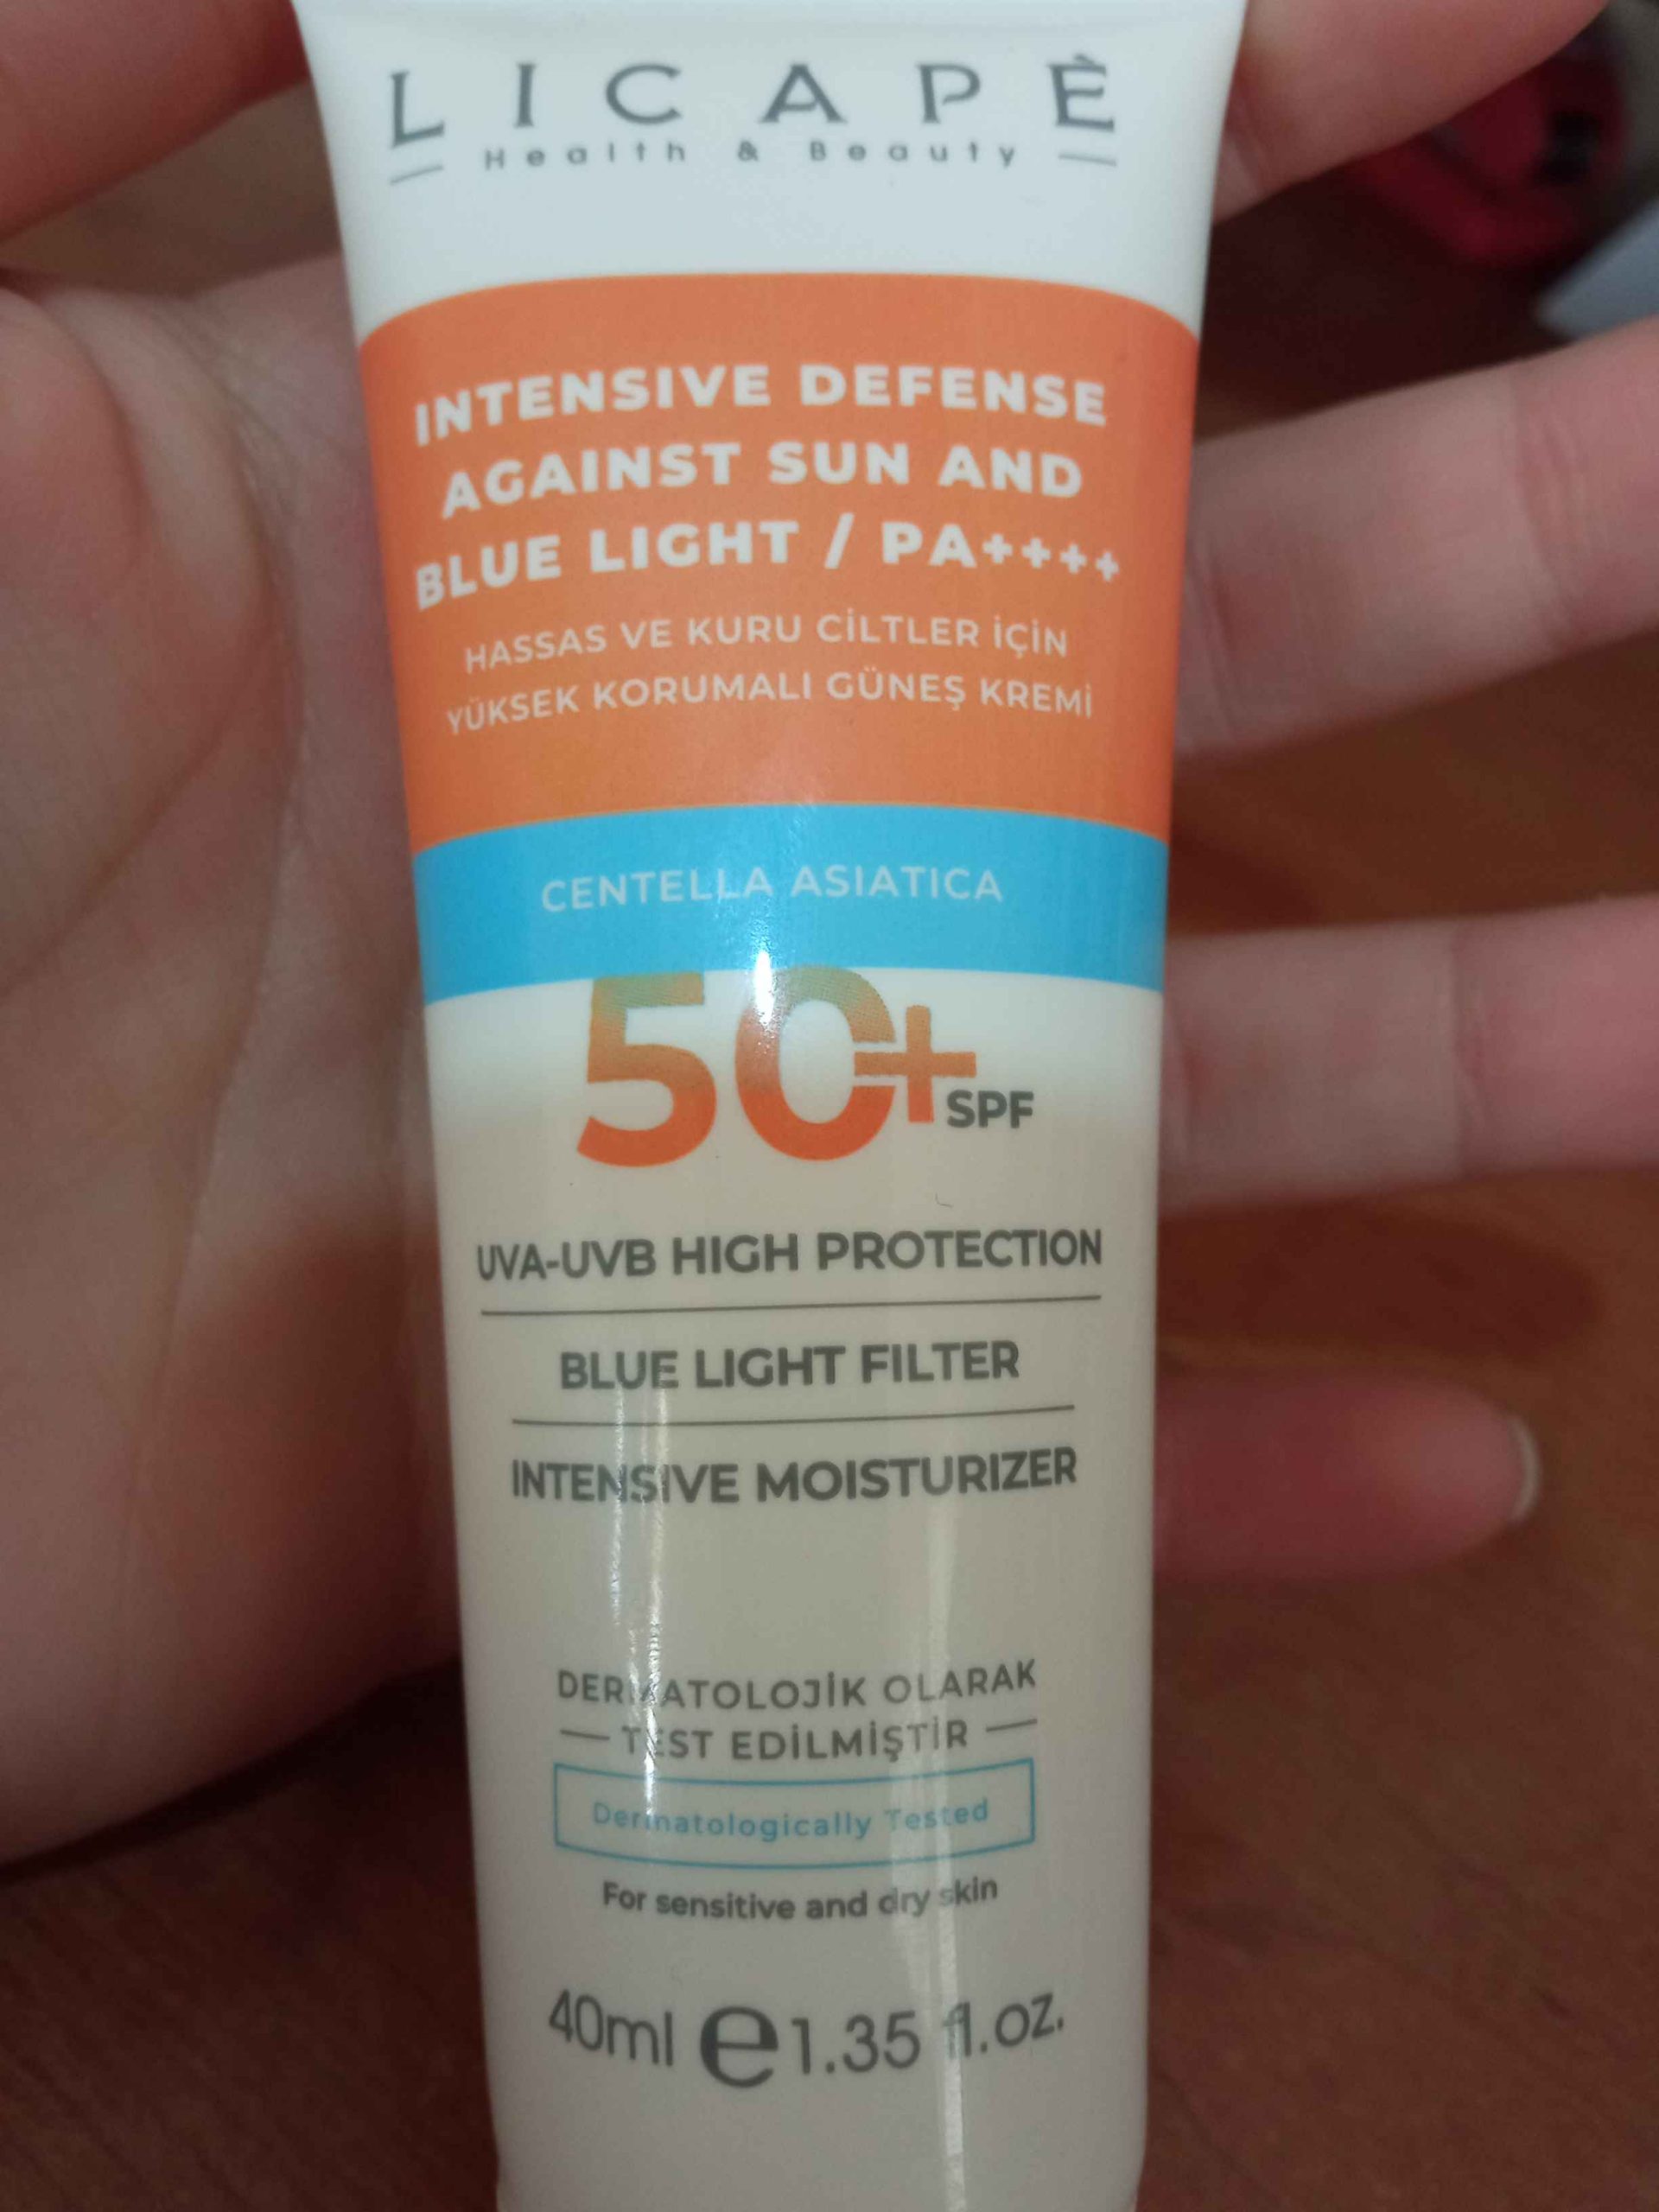 LICAPÈ
Health & Beauty
INTENSIVE DEFENSE
AGAINST SUN AND
BLUE LIGHT / PA++++
HASSAS VE KURU CİLTLER İÇİN
YÜKSEK KORUMALI GÜNEŞ KREMİ
CENTELLA ASIATICA
50+ SPF
UVA-UVB HIGH PROTECTION
BLUE LIGHT FILTER
INTENSIVE MOISTURIZER
DERMATOLOJİK OLARAK
TEST EDİLMİŞTİR
Dermatologically Tested
For sensitive and dry skin
40ml e 1.35 fl.oz.